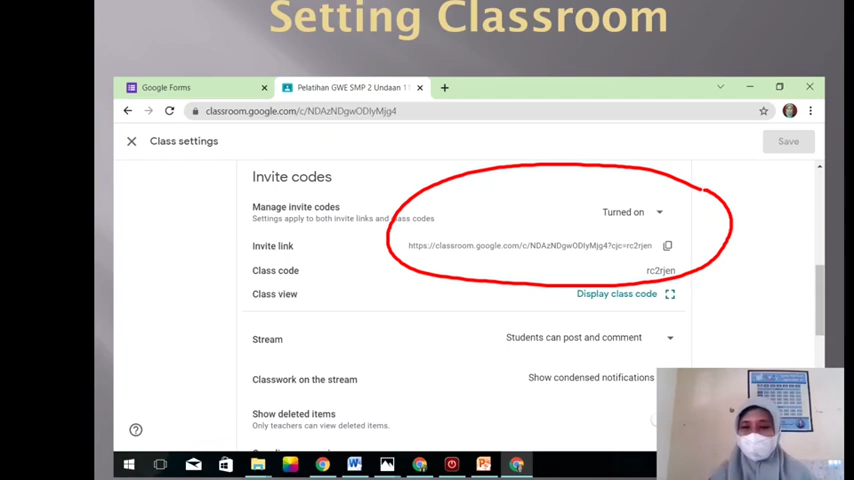 Setting Classroom
Google Forms
Pelatihan GWE SMP 2 Undaan 11
classroom.google.com/c/NDAzNDgwODIyMjg4
Class settings
Save
Invite codes
Manage invite codes
Settings apply to both invite links and class codes
Turned on
Invite link
https://classroom.google.com/c/NDAzNDgwODIyMjg4?cjc=rc2rjen
Class code
rc2rjen
Class view
Display class code
Stream
Students can post and comment
Classwork on the stream
Show condensed notifications
Show deleted items
Only teachers can view deleted items.